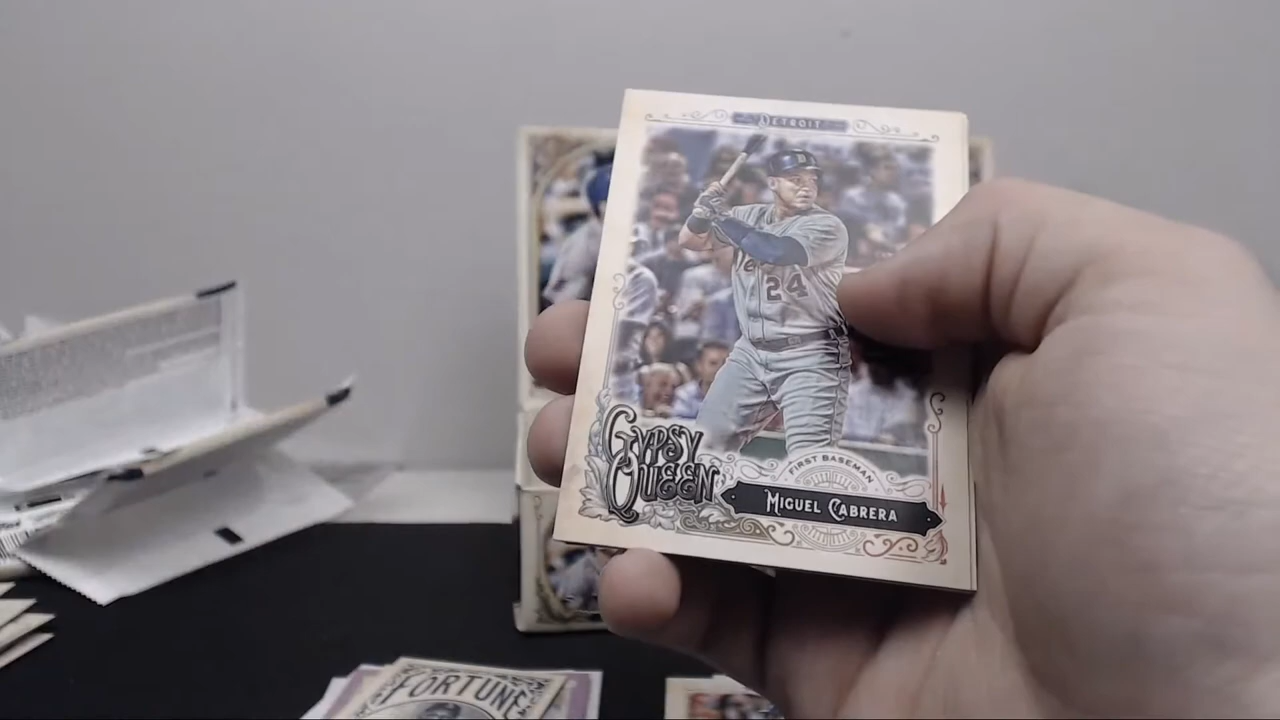 DETROIT
24
GYPSY
QUEEN
FIRST BASEMAN
MIGUEL CABRERA
FORTUNE